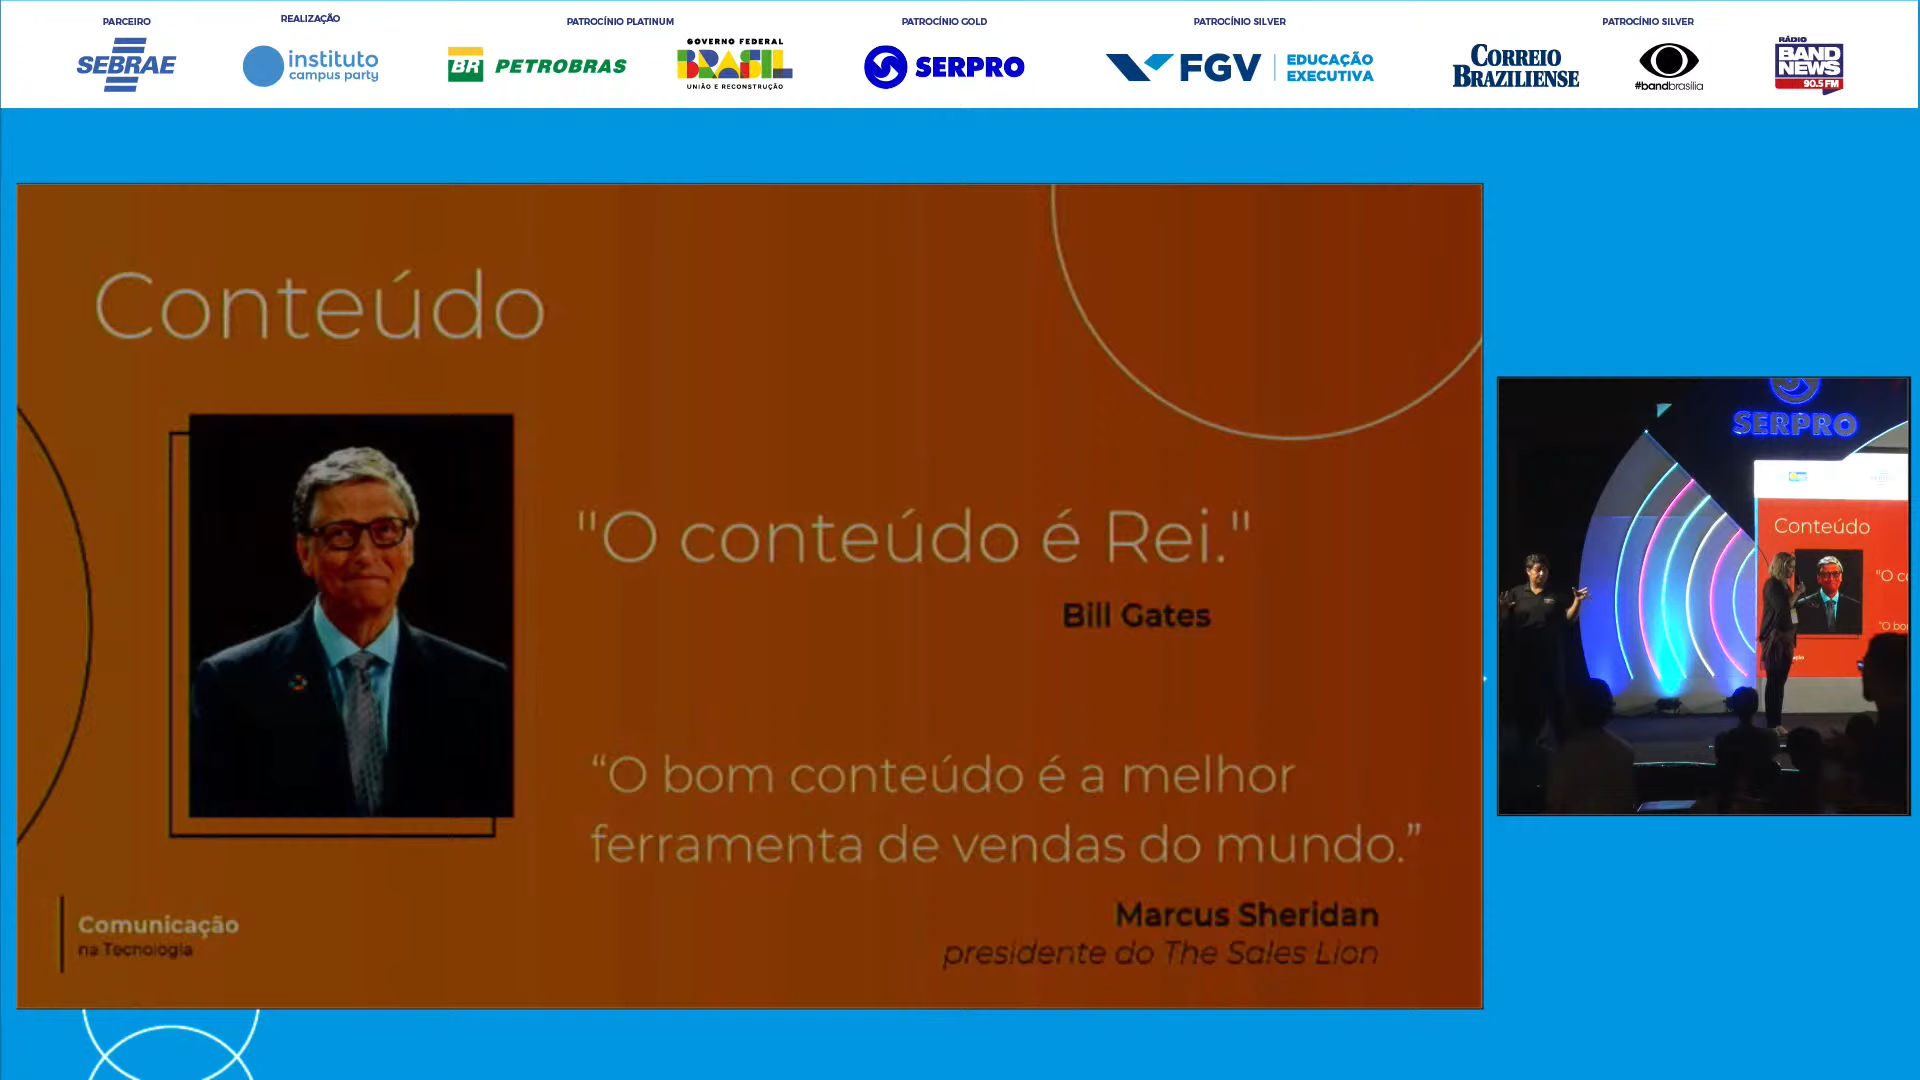 PARCEIRO
REALIZAÇÃO
PATROCÍNIO PLATINUM
PATROCÍNIO GOLD
PATROCÍNIO SILVER
PATROCÍNIO SILVER
SEBRAE
instituto
campus party
BR PETROBRAS
GOVERNO FEDERAL
BRASIL
UNIÃO E RECONSTRUÇÃO
SERPRO
FGV
EDUCAÇÃO
EXECUTIVA
CORREIO
BRAZILIENSE
#bandbrasília
RÁDIO
BAND
NEWS
90.5 FM
Conteúdo
"O conteúdo é Rei."
Bill Gates
“O bom conteúdo é a melhor
ferramenta de vendas do mundo.”
Marcus Sheridan
presidente do The Sales Lion
Comunicação
na Tecnologia
SERPRO
Conteúdo
"O c
"O bo